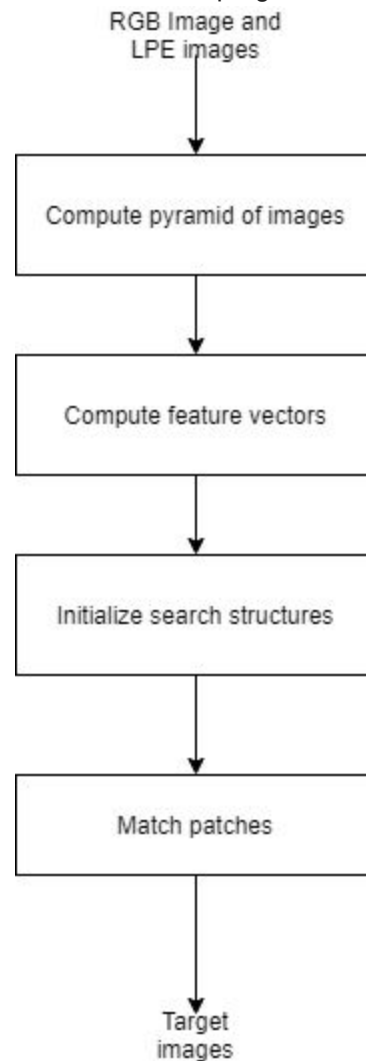 RGB Image and
LPE images
Compute pyramid of images
Compute feature vectors
Initialize search structures
Match patches
Target
images